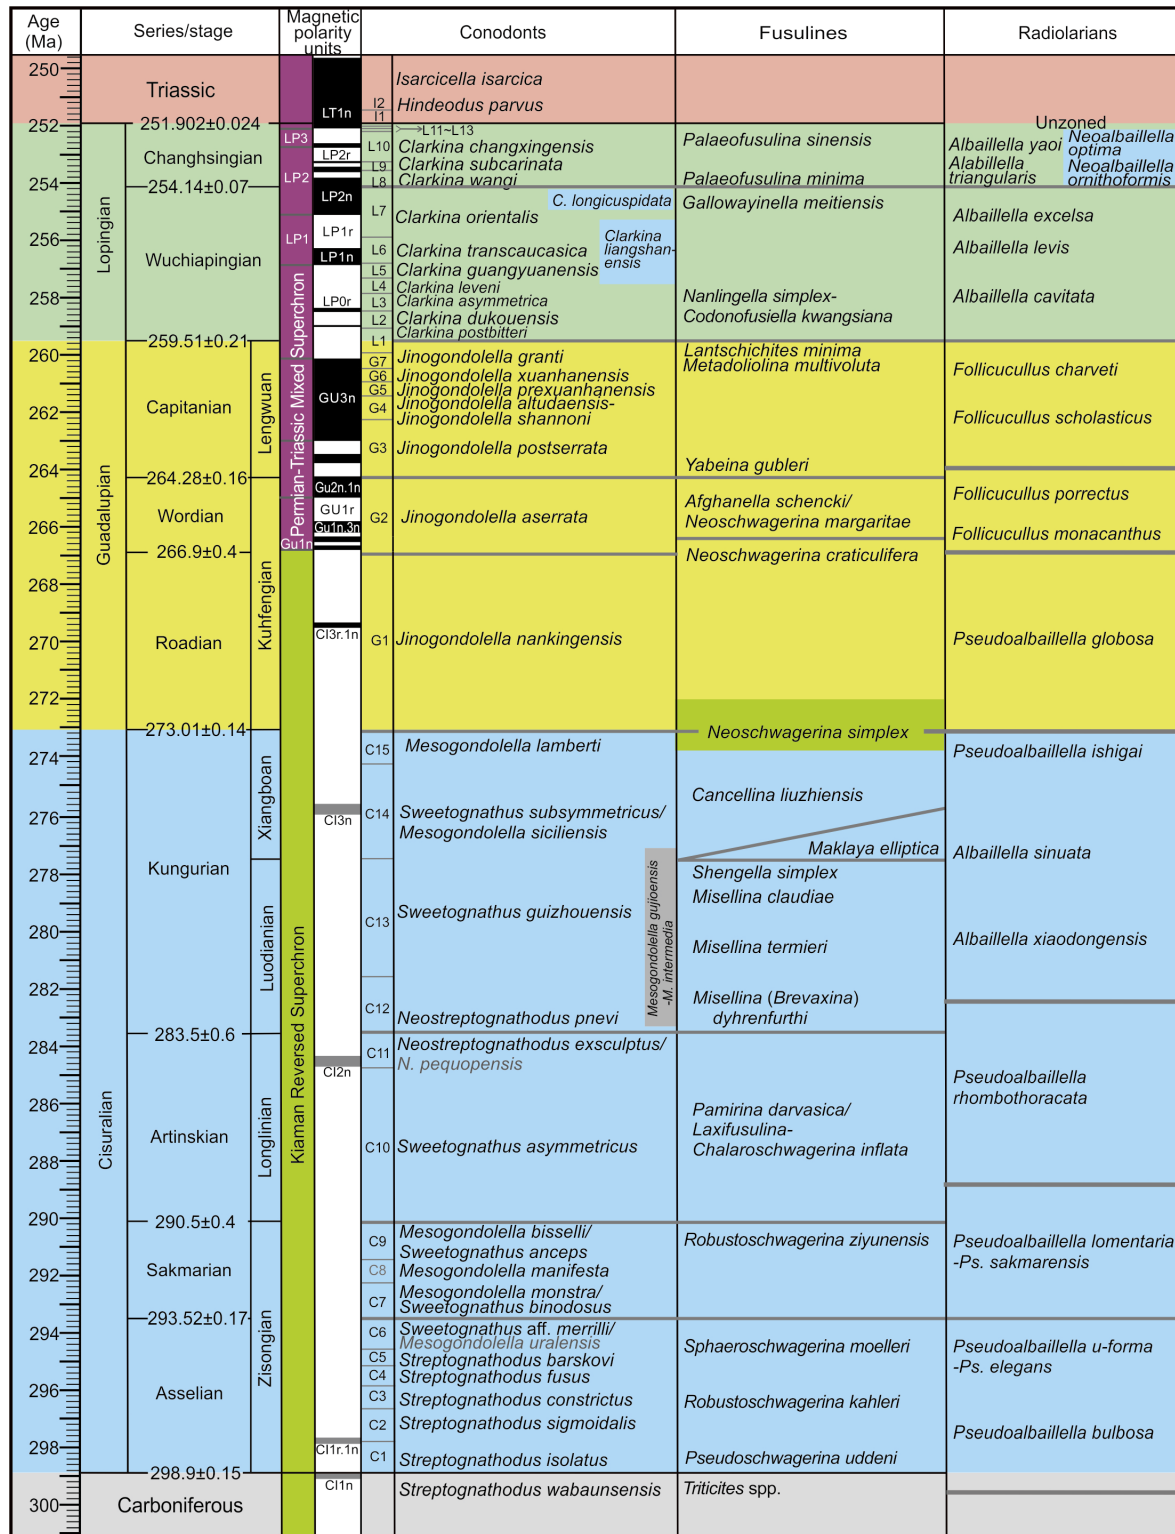 Age
(Ma)
Series/stage
Magnetic
polarity
units
Conodonts
Fusulines
Radiolarians
250
252
254
256
258
260
262
264
266
268
270
272
274
276
278
280
282
284
286
288
290
292
294
296
298
300
Triassic
251.902±0.024
Changhsingian
254.14±0.07
Lopingian
Wuchiapingian
259.51±0.21
Capitanian
Lengwuan
264.28±0.16
Guadalupian
Wordian
266.9±0.4
Kuhfengian
Roadian
273.01±0.14
Xiangboan
Kungurian
Luodianian
283.5±0.6
Cisuralian
Artinskian
Longlinian
290.5±0.4
Sakmarian
293.52±0.17
Zisongian
Asselian
298.9±0.15
Carboniferous
LP3
LP2
LP1
Permian-Triassic Mixed Superchron
Gu1n
Kiaman Reversed Superchron
LT1n
LP2r
LP2n
LP1r
LP1n
LP0r
GU3n
Gu2n.1n
GU1r
Gu1n.3n
CI3r.1n
CI3n
CI2n
CI1r.1n
CI1n
I2
I1
L11~L13
L10
L9
L8
L7
L6
L5
L4
L3
L2
L1
G7
G6
G5
G4
G3
G2
G1
C15
C14
C13
C12
C11
C10
C9
C8
C7
C6
C5
C4
C3
C2
C1
Isarcicella isarcica
Hindeodus parvus
Clarkina changxingensis
Clarkina subcarinata
Clarkina wangi
C. longicuspidata
Clarkina orientalis
Clarkina
liangshan-
ensis
Clarkina transcaucasica
Clarkina guangyuanensis
Clarkina leveni
Clarkina asymmetrica
Clarkina dukouensis
Clarkina postbitteri
Jinogondolella granti
Jinogondolella xuanhanensis
Jinogondolella prexuanhanensis
Jinogondolella altudaensis-
Jinogondolella shannoni
Jinogondolella postserrata
Jinogondolella aserrata
Jinogondolella nankingensis
Mesogondolella lamberti
Sweetognathus subsymmetricus/
Mesogondolella siciliensis
Mesogondolella gujioensis
-M. intermedia
Sweetognathus guizhouensis
Neostreptognathodus pnevi
Neostreptognathodus exsculptus/
N. pequopensis
Sweetognathus asymmetricus
Mesogondolella bisselli/
Sweetognathus anceps
Mesogondolella manifesta
Mesogondolella monstra/
Sweetognathus binodosus
Sweetognathus aff. merrilli/
Mesogondolella uralensis
Streptognathodus barskovi
Streptognathodus fusus
Streptognathodus constrictus
Streptognathodus sigmoidalis
Streptognathodus isolatus
Streptognathodus wabaunsensis
Palaeofusulina sinensis
Palaeofusulina minima
Gallowayinella meitiensis
Nanlingella simplex-
Codonofusiella kwangsiana
Lantschichites minima
Metadoliolina multivoluta
Yabeina gubleri
Afghanella schencki/
Neoschwagerina margaritae
Neoschwagerina craticulifera
Neoschwagerina simplex
Cancellina liuzhiensis
Maklaya elliptica
Shengella simplex
Misellina claudiae
Misellina termieri
Misellina (Brevaxina)
dyhrenfurthi
Pamirina darvasica/
Laxifusulina-
Chalaroschwagerina inflata
Robustoschwagerina ziyunensis
Sphaeroschwagerina moelleri
Robustoschwagerina kahleri
Pseudoschwagerina uddeni
Triticites spp.
Unzoned
Albaillella yaoi
Neoalbaillella
optima
Alabillella
triangularis
Neoalbaillella
ornithoformis
Albaillella excelsa
Albaillella levis
Albaillella cavitata
Follicucullus charveti
Follicucullus scholasticus
Follicucullus porrectus
Follicucullus monacanthus
Pseudoalbaillella globosa
Pseudoalbaillella ishigai
Albaillella sinuata
Albaillella xiaodongensis
Pseudoalbaillella
rhombothoracata
Pseudoalbaillella lomentaria
-Ps. sakmarensis
Pseudoalbaillella u-forma
-Ps. elegans
Pseudoalbaillella bulbosa